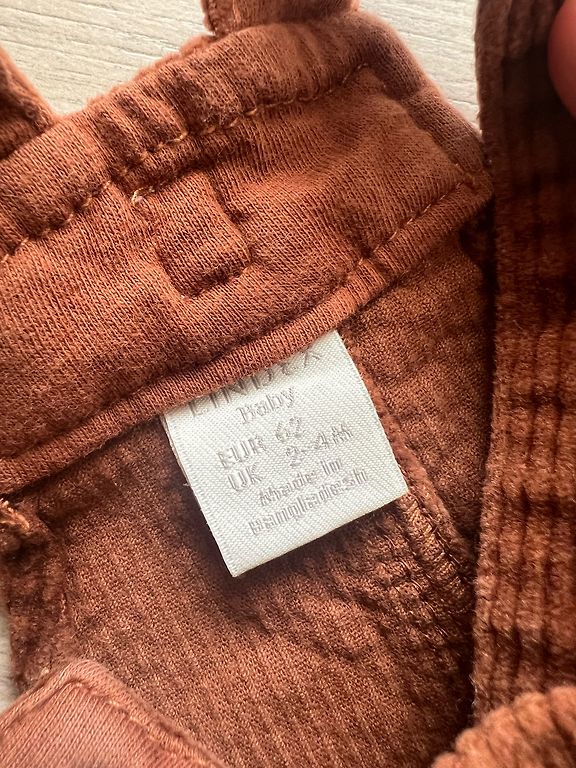 LINDEX
Baby
EUR 62
UK 2-4M
Made in
Bangladesh